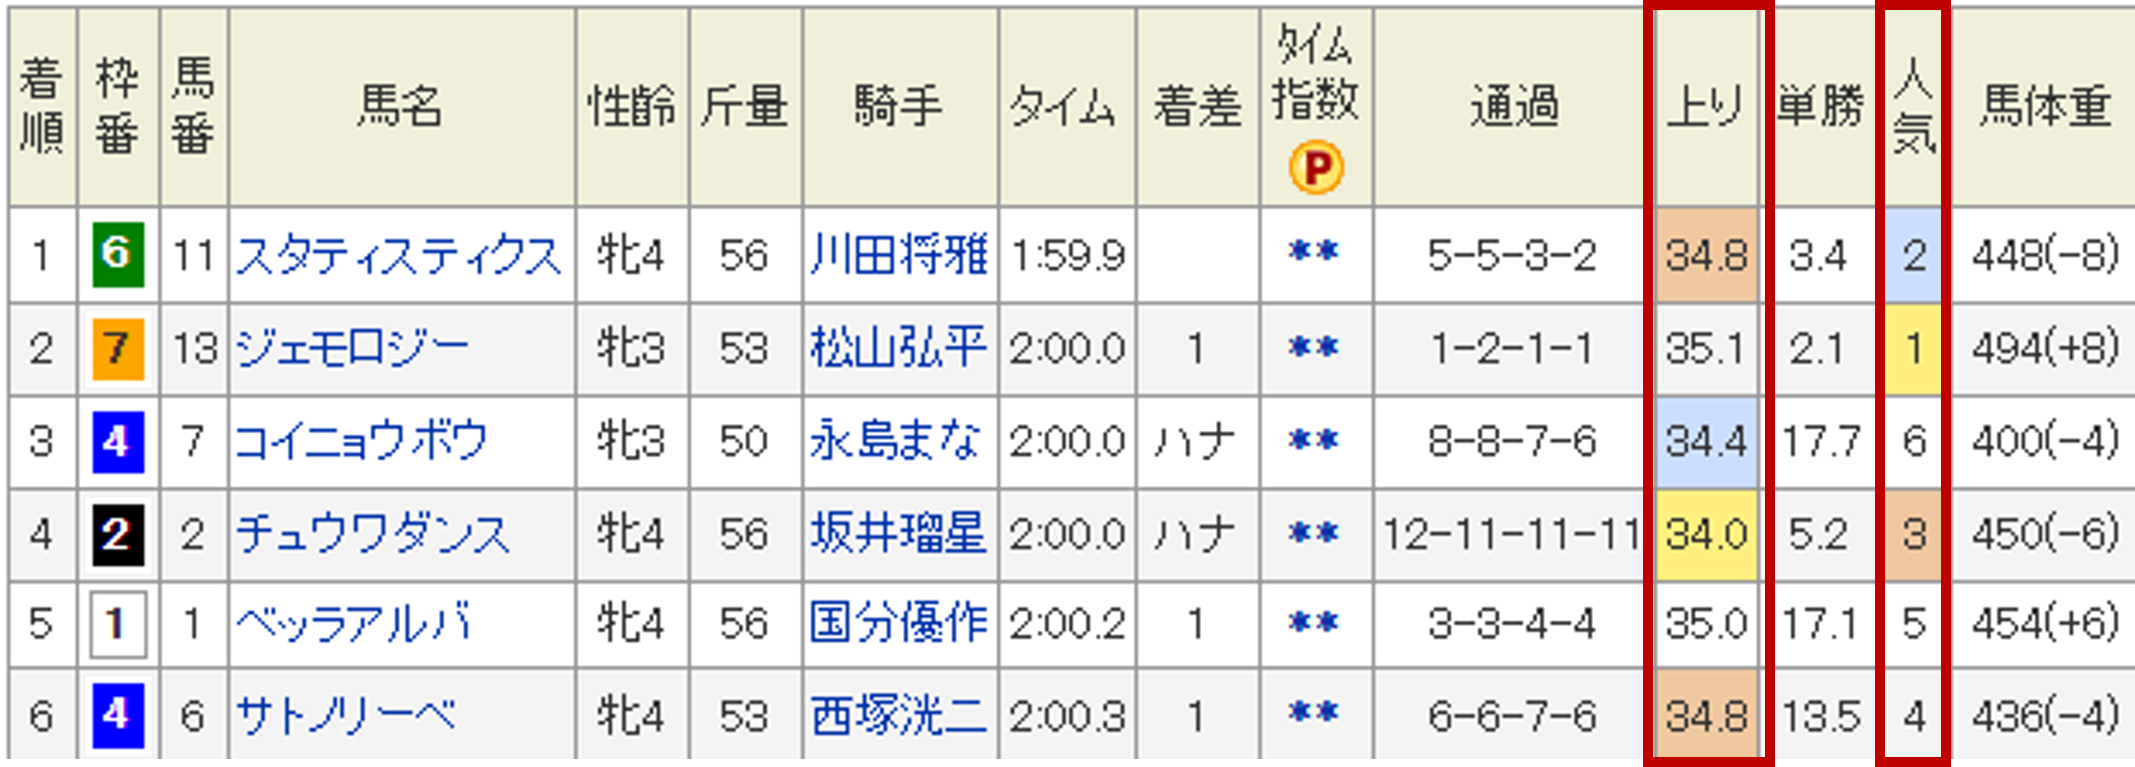 着順 枠番 馬番 馬名 性齢 斤量 騎手 タイム 着差 タイム指数 P 通過 上り 単勝 人気 馬体重
1 6 11 スタティスティクス 牝4 56 川田将雅 1:59.9 ** 5-5-3-2 34.8 3.4 2 448(-8)
2 7 13 ジェモロジー 牝3 53 松山弘平 2:00.0 1 ** 1-2-1-1 35.1 2.1 1 494(+8)
3 4 7 コイニョウボウ 牝3 50 永島まなみ 2:00.0 ハナ ** 8-8-7-6 34.4 17.7 6 400(-4)
4 2 2 チュウワダンス 牝4 56 坂井瑠星 2:00.0 ハナ ** 12-11-11-11 34.0 5.2 3 450(-6)
5 1 1 ベッラアルバ 牝4 56 国分優作 2:00.2 1 ** 3-3-4-4 35.0 17.1 5 454(+6)
6 4 6 サトノリーベ 牝4 53 西塚洸二 2:00.3 1 ** 6-6-7-6 34.8 13.5 4 436(-4)